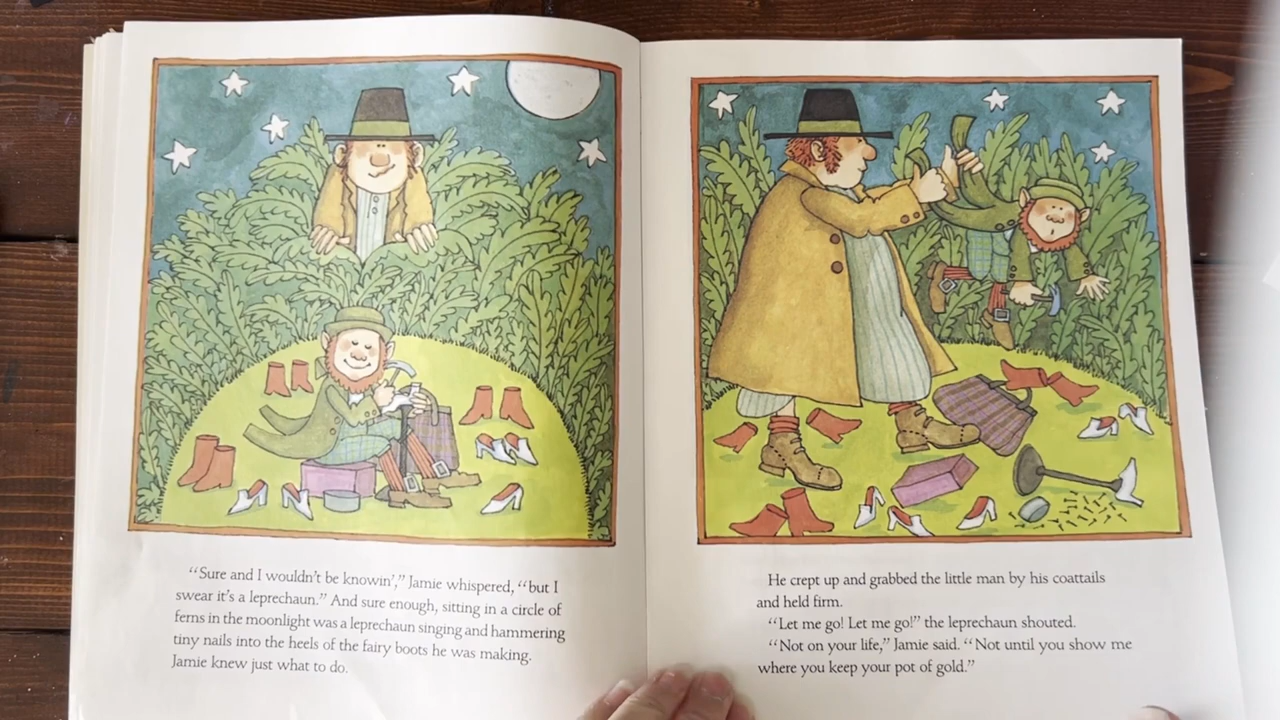 “Sure and I wouldn't be knowin',” Jamie whispered, “but I
swear it's a leprechaun.” And sure enough, sitting in a circle of
ferns in the moonlight was a leprechaun singing and hammering
tiny nails into the heels of the fairy boots he was making.
Jamie knew just what to do.
He crept up and grabbed the little man by his coattails
and held firm.
“Let me go! Let me go!” the leprechaun shouted.
“Not on your life,” Jamie said. “Not until you show me
where you keep your pot of gold.”